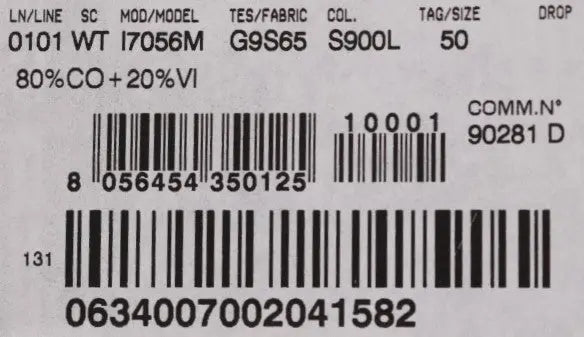 LN/LINE SC MOD/MODEL TES/FABRIC COL. TAG/SIZE DROP
0101 WT I7056M G9S65 S900L 50
80%CO+20%VI
COMM.N°
90281 D
10001
8 056454 350125
131
0634007002041582